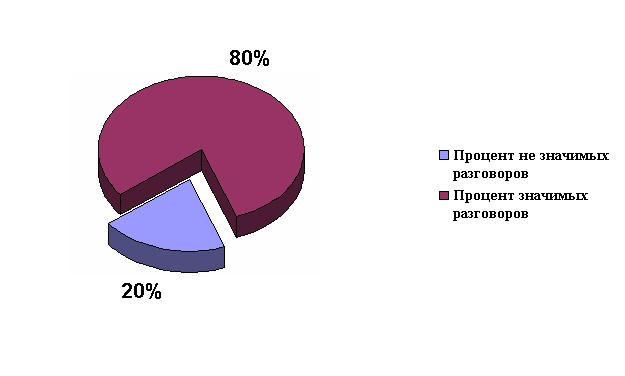 80%
Процент не значимых
разговоров
Процент значимых
разговоров
20%